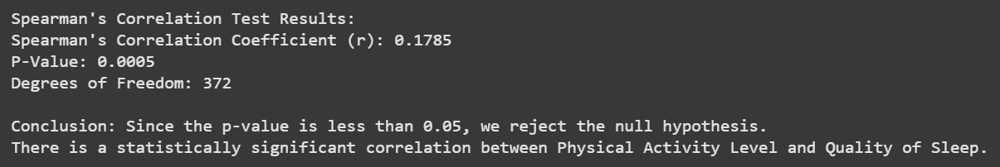 Spearman's Correlation Test Results:
Spearman's Correlation Coefficient (r): 0.1785
P-Value: 0.0005
Degrees of Freedom: 372
Conclusion: Since the p-value is less than 0.05, we reject the null hypothesis.
There is a statistically significant correlation between Physical Activity Level and Quality of Sleep.